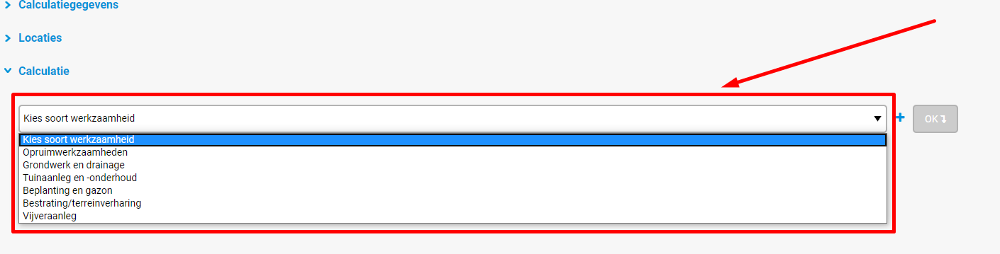 Calculatiegegevens
Locaties
Calculatie
Kies soort werkzaamheid
OK
Kies soort werkzaamheid
Opruimwerkzaamheden
Grondwerk en drainage
Tuinaanleg en -onderhoud
Beplanting en gazon
Bestrating/terreinverharing
Vijveraanleg